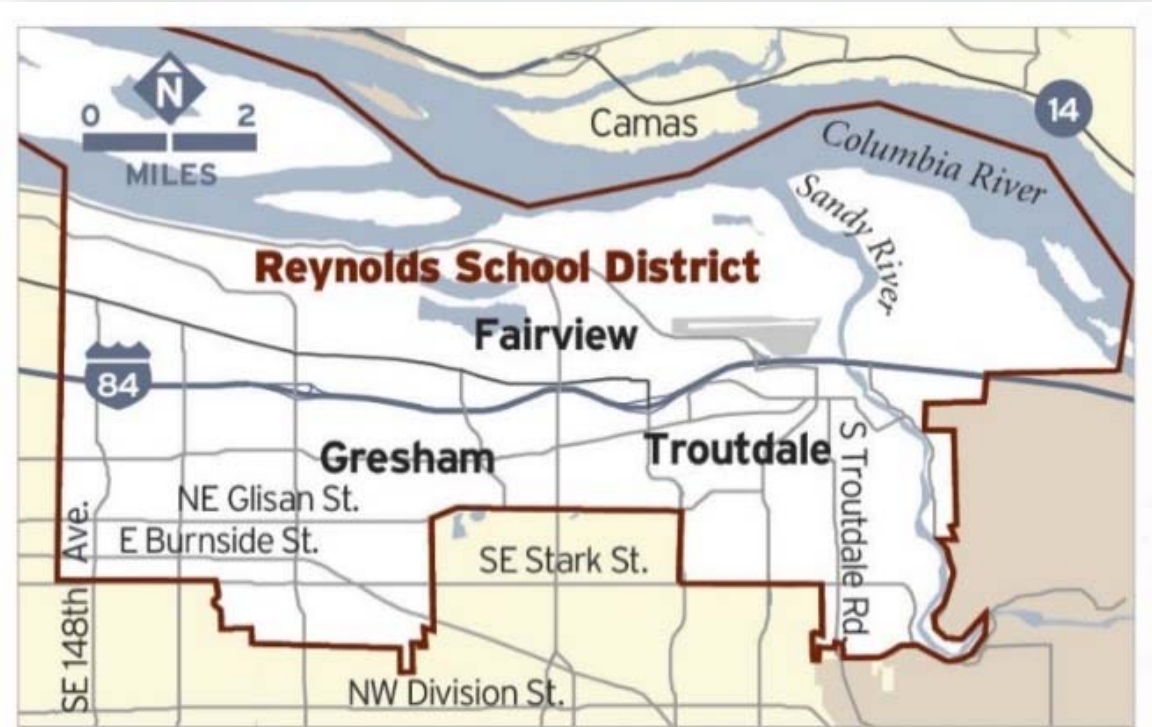 N
0 2
MILES
Camas
14
Columbia River
Sandy River
Reynolds School District
Fairview
84
Gresham
Troutdale
S Troutdale Rd.
NE Glisan St.
E Burnside St.
SE Stark St.
SE 148th Ave.
NW Division St.